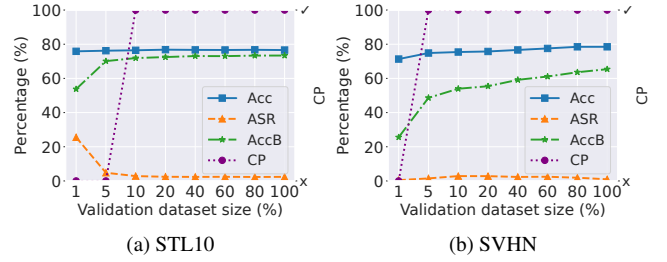 100
80
60
40
20
0
Percentage (%)
Acc
ASR
AccB
CP
✓
x
CP
1 5 10 20 40 60 80 100
Validation dataset size (%)
(a) STL10
100
80
60
40
20
0
Percentage (%)
Acc
ASR
AccB
CP
✓
x
CP
1 5 10 20 40 60 80 100
Validation dataset size (%)
(b) SVHN